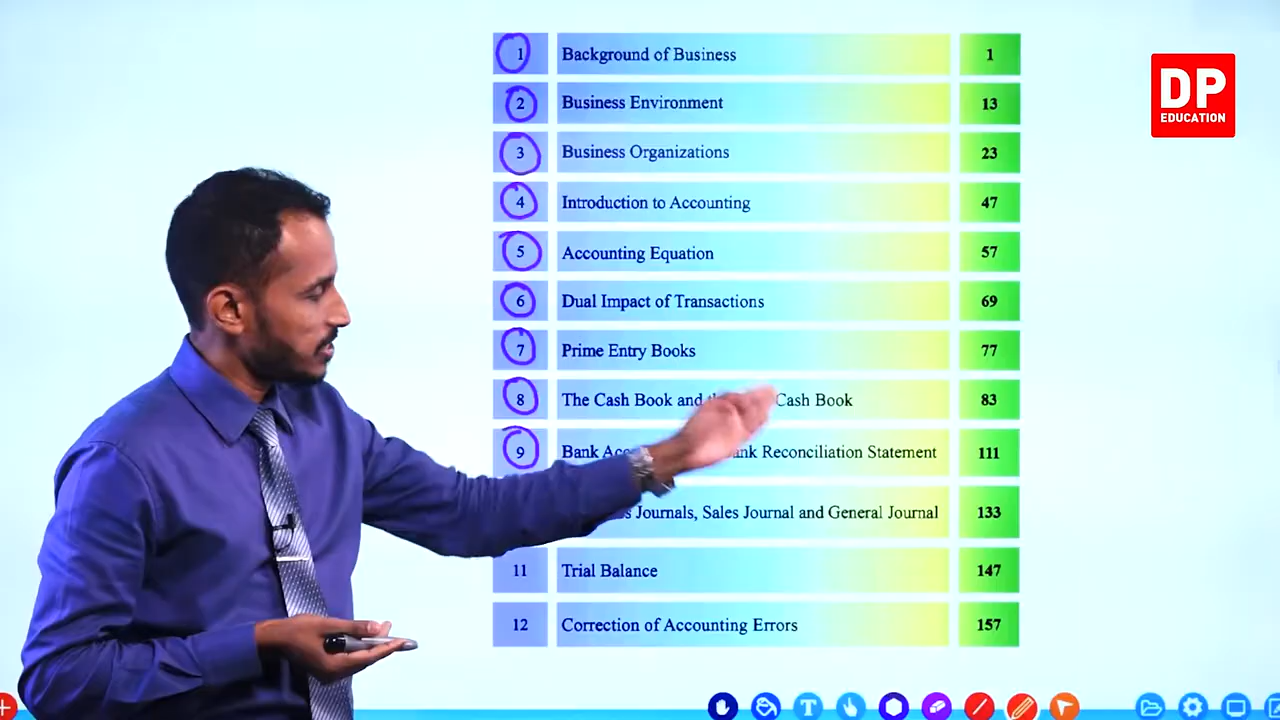 1 Background of Business 1
2 Business Environment 13
3 Business Organizations 23
4 Introduction to Accounting 47
5 Accounting Equation 57
6 Dual Impact of Transactions 69
7 Prime Entry Books 77
8 The Cash Book and Cash Book 83
9 Bank Reconciliation Statement 111
Journals, Sales Journal and General Journal 133
11 Trial Balance 147
12 Correction of Accounting Errors 157
DP
EDUCATION
T